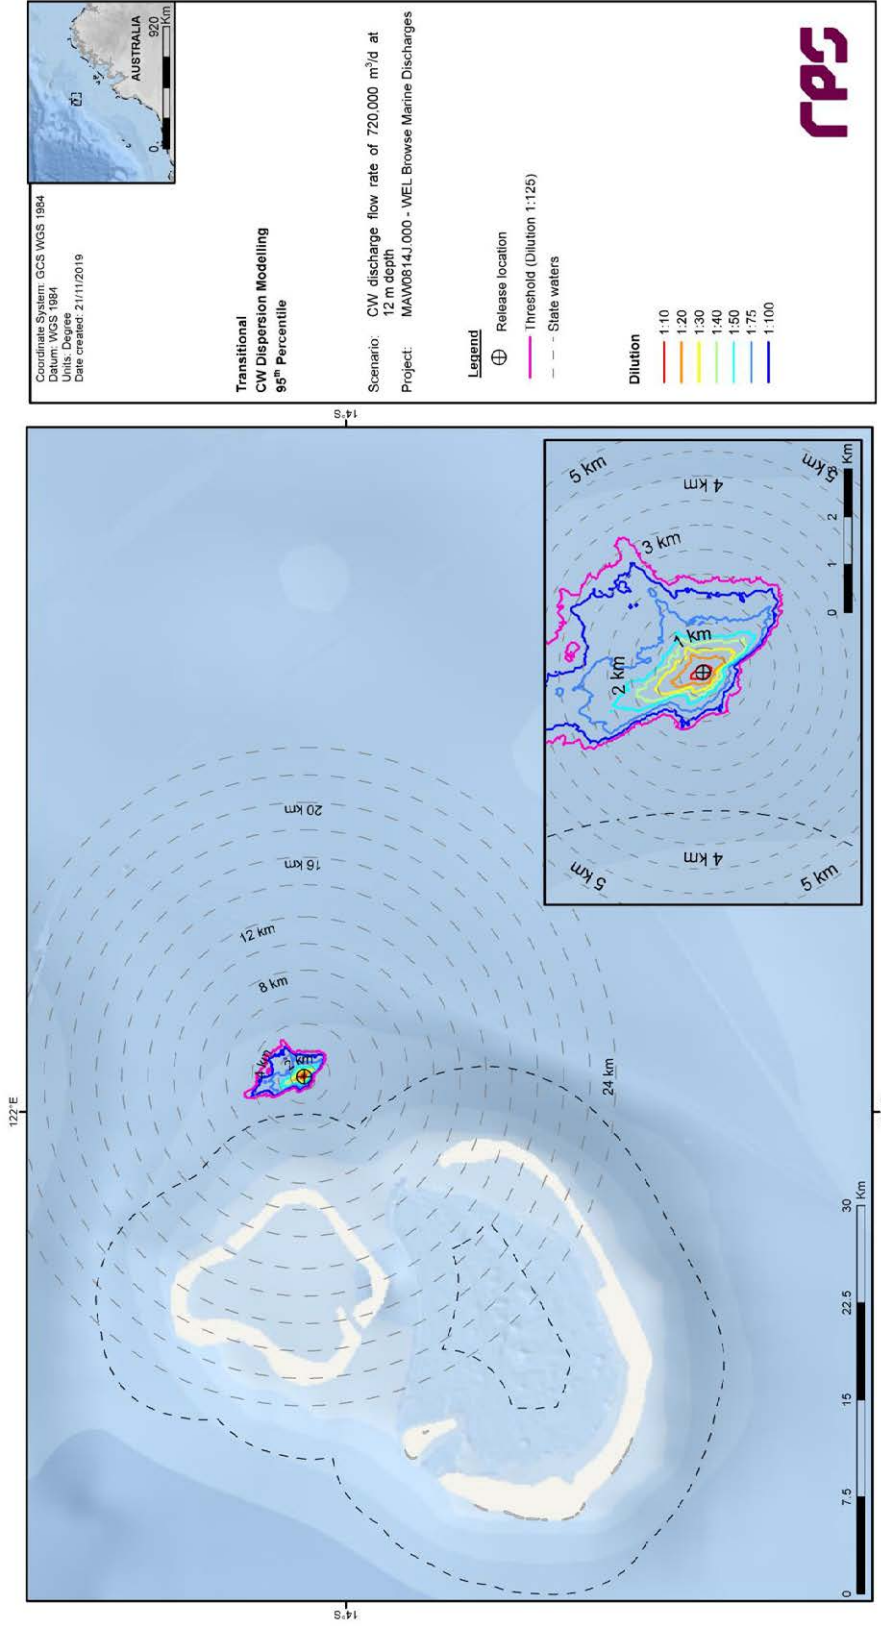 Coordinate System: GCS WGS 1984
Datum: WGS 1984
Units: Degree
Date created: 21/11/2019
AUSTRALIA
0
920
Km
Transitional
CW Dispersion Modelling
95th Percentile
Scenario: CW discharge flow rate of 720,000 m³/d at
12 m depth
Project: MAW0814J.000 - WEL Browse Marine Discharges
Legend
Release location
Threshold (Dilution 1:125)
State waters
Dilution
1:10
1:20
1:30
1:40
1:50
1:75
1:100
rps
122°E
14°S
14°S
2 km
8 km
12 km
16 km
20 km
24 km
0
7.5
15
22.5
30
Km
5 km
4 km
5 km
3 km
2 km
1 km
5 km
4 km
5 km
0
1
2
Km